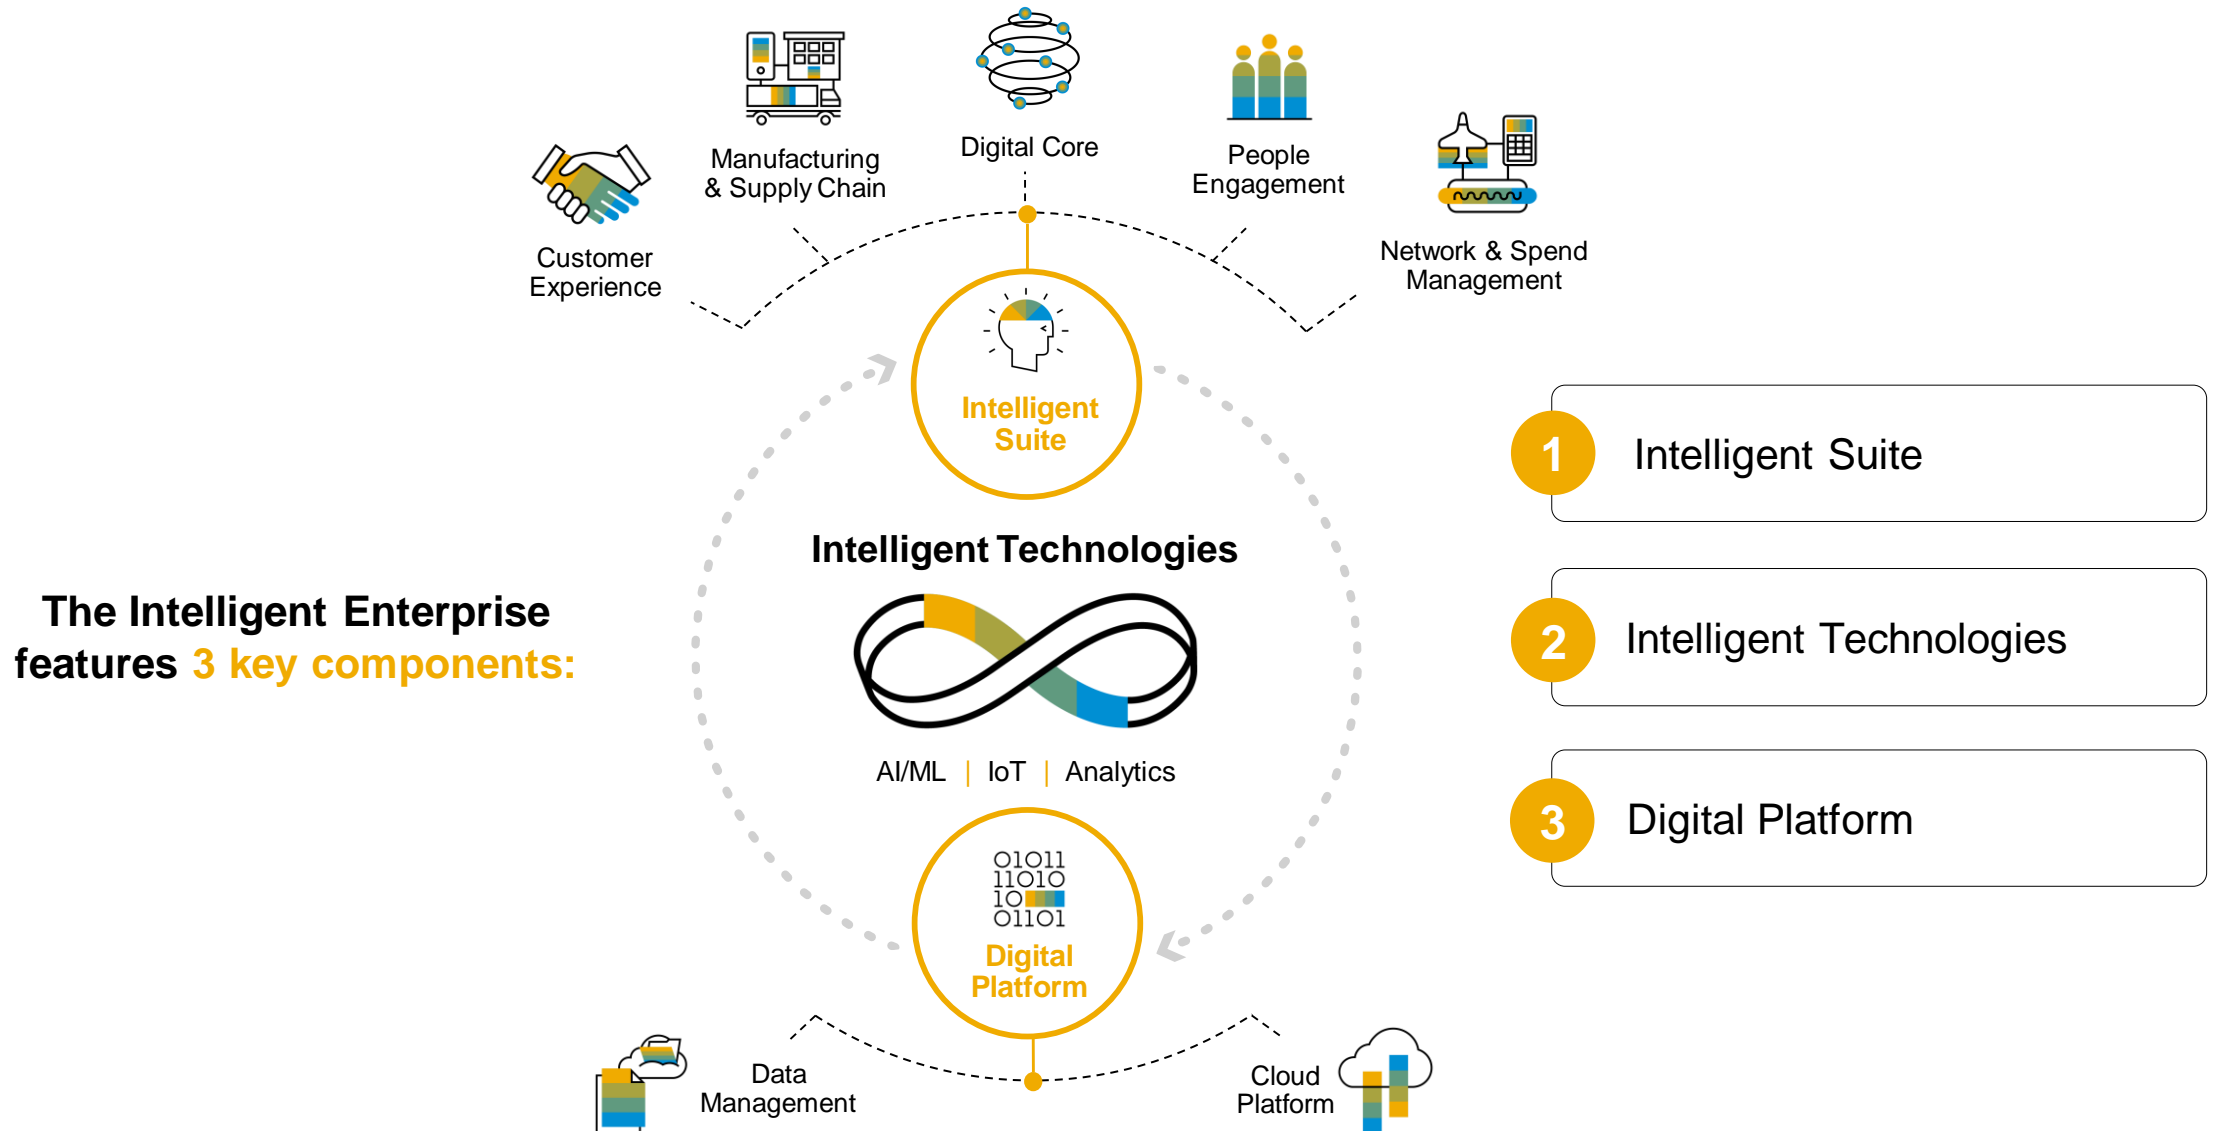 Digital Core
Manufacturing
& Supply Chain
People
Engagement
Customer
Experience
Network & Spend
Management
Intelligent
Suite
Intelligent Technologies
AI/ML | IoT | Analytics
01011
11010
10
01101
Digital
Platform
Data
Management
Cloud
Platform
The Intelligent Enterprise
features 3 key components:
1 Intelligent Suite
2 Intelligent Technologies
3 Digital Platform